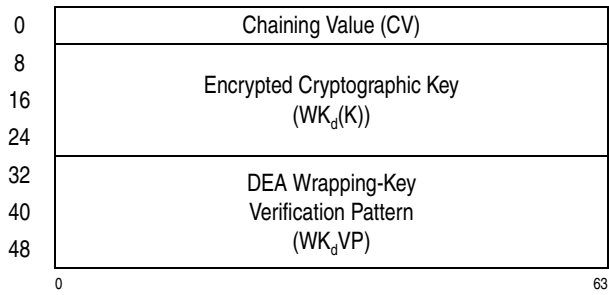 0 Chaining Value (CV)
8
Encrypted Cryptographic Key
16
(WKd(K))
24
32
DEA Wrapping-Key
40 Verification Pattern
48 (WKdVP)
0 63